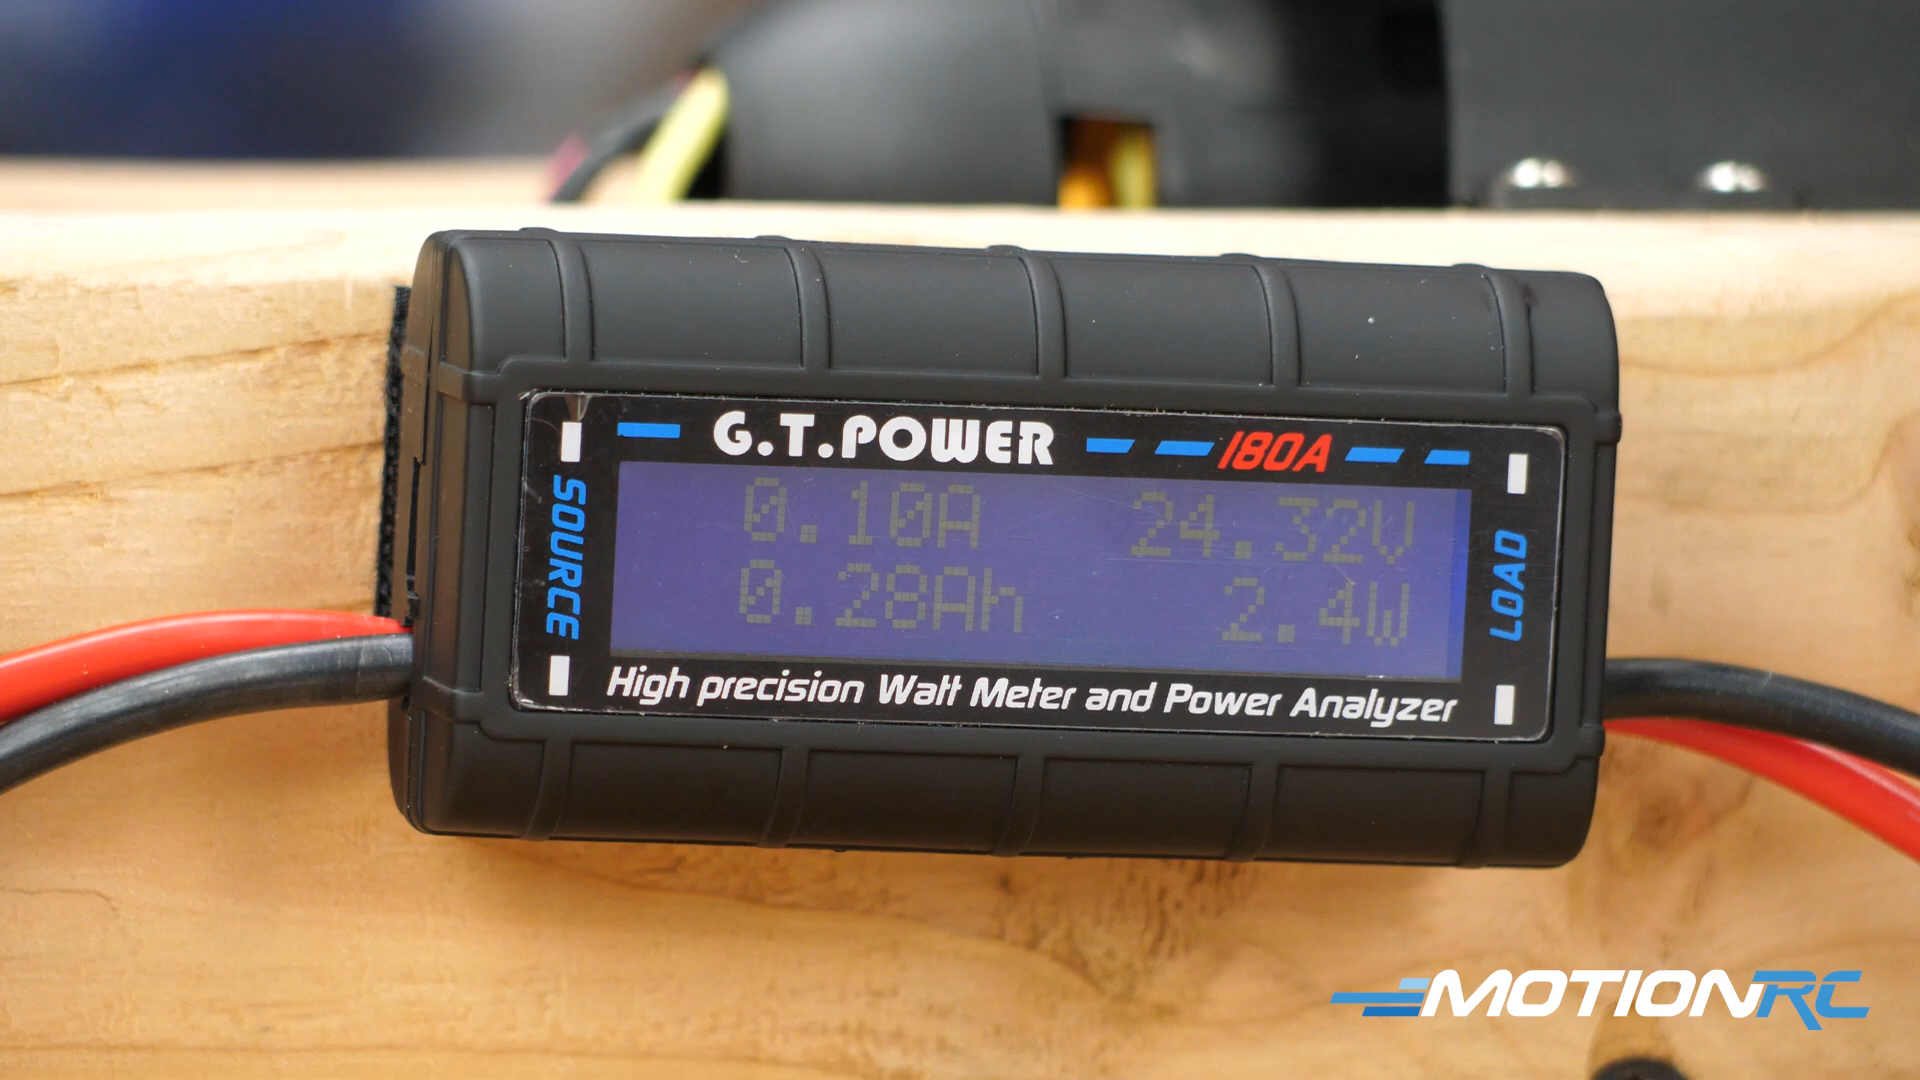 G.T.POWER 180A
SOURCE
0.10A 24.32V
0.28Ah 2.4W
LOAD
High precision Watt Meter and Power Analyzer
MOTIONRC